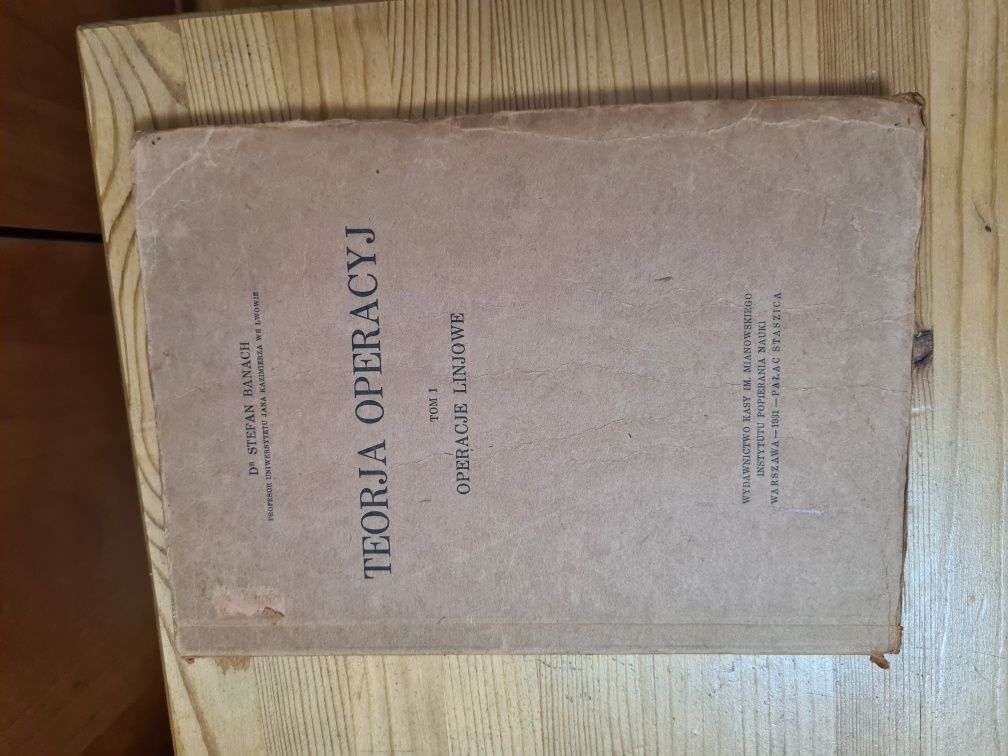 DR STEFAN BANACH
PROFESOR UNIWERSYTETU JANA KAZIMIERZA WE LWOWIE
TEORJA OPERACYJ
TOM I
OPERACJE LINJOWE
WYDAWNICTWO KASY IM. MIANOWSKIEGO
INSTYTUTU POPIERANIA NAUKI
WARSZAWA — 1931 — PAŁAC STASZICA